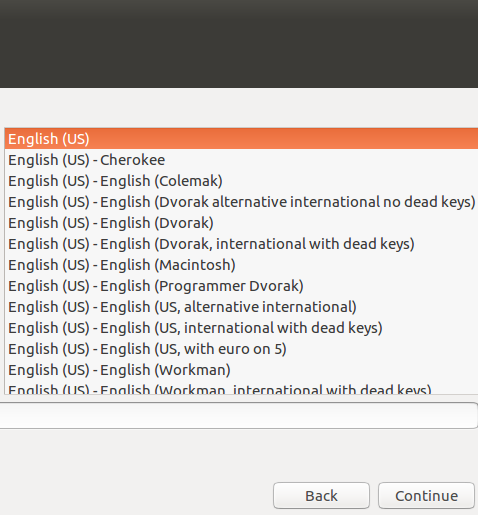 English (US)
English (US) - Cherokee
English (US) - English (Colemak)
English (US) - English (Dvorak alternative international no dead keys)
English (US) - English (Dvorak)
English (US) - English (Dvorak, international with dead keys)
English (US) - English (Macintosh)
English (US) - English (Programmer Dvorak)
English (US) - English (US, alternative international)
English (US) - English (US, international with dead keys)
English (US) - English (US, with euro on 5)
English (US) - English (Workman)
English (US) - English (Workman, international with dead keys)
Back
Continue